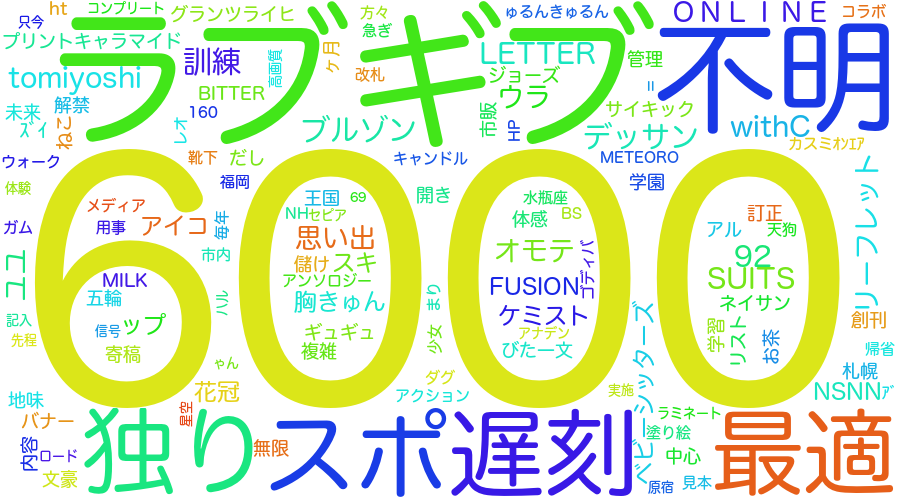 ht
コンプリート
只今
グランツライヒ
方々
ゅるんきゅるん
ONLINE
コラボ
プリントキャラマイド
急ぎ
ラブギブ
不明
訓練
高画質
ヶ月
LETTER
管理
tomiyoshi
改札
ジョーズ
BITTER
ウラ
=
未来
解禁
160
市販
サイキック
ズイ
ねこ
レオ
ブルゾン
HP
デッサン
withC
カスミオンエア
ウォーク
靴下
だし
キャンドル
METEORO
リーフレット
体験
福岡
開き
水瓶座
学園
メディア
王国
69
ガム
用事
アイコ
毎年
NH
セピア
体感
BS
訂正
アル
天狗
ユユ
市内
思い出
オモテ
ゴディバ
92
6000
儲け
スキ
アンソロジー
MILK
FUSION
SUITS
五輪
ハル
胸きゅん
まり
ケミスト
ネイサン
記入
信号
ップ
ギュギュ
アナデン
創刊
先程
寄稿
複雑
少女
びた一文
学習
リスト
お茶
帰省
ゃん
ダグ
ベビーシッターズ
札幌
地味
花冠
アクション
実施
NSNNア
バナー
星空
ラミネート
独り
スポ
遅刻
最適
内容
ロード
無限
塗り絵
中心
文豪
原宿
見本